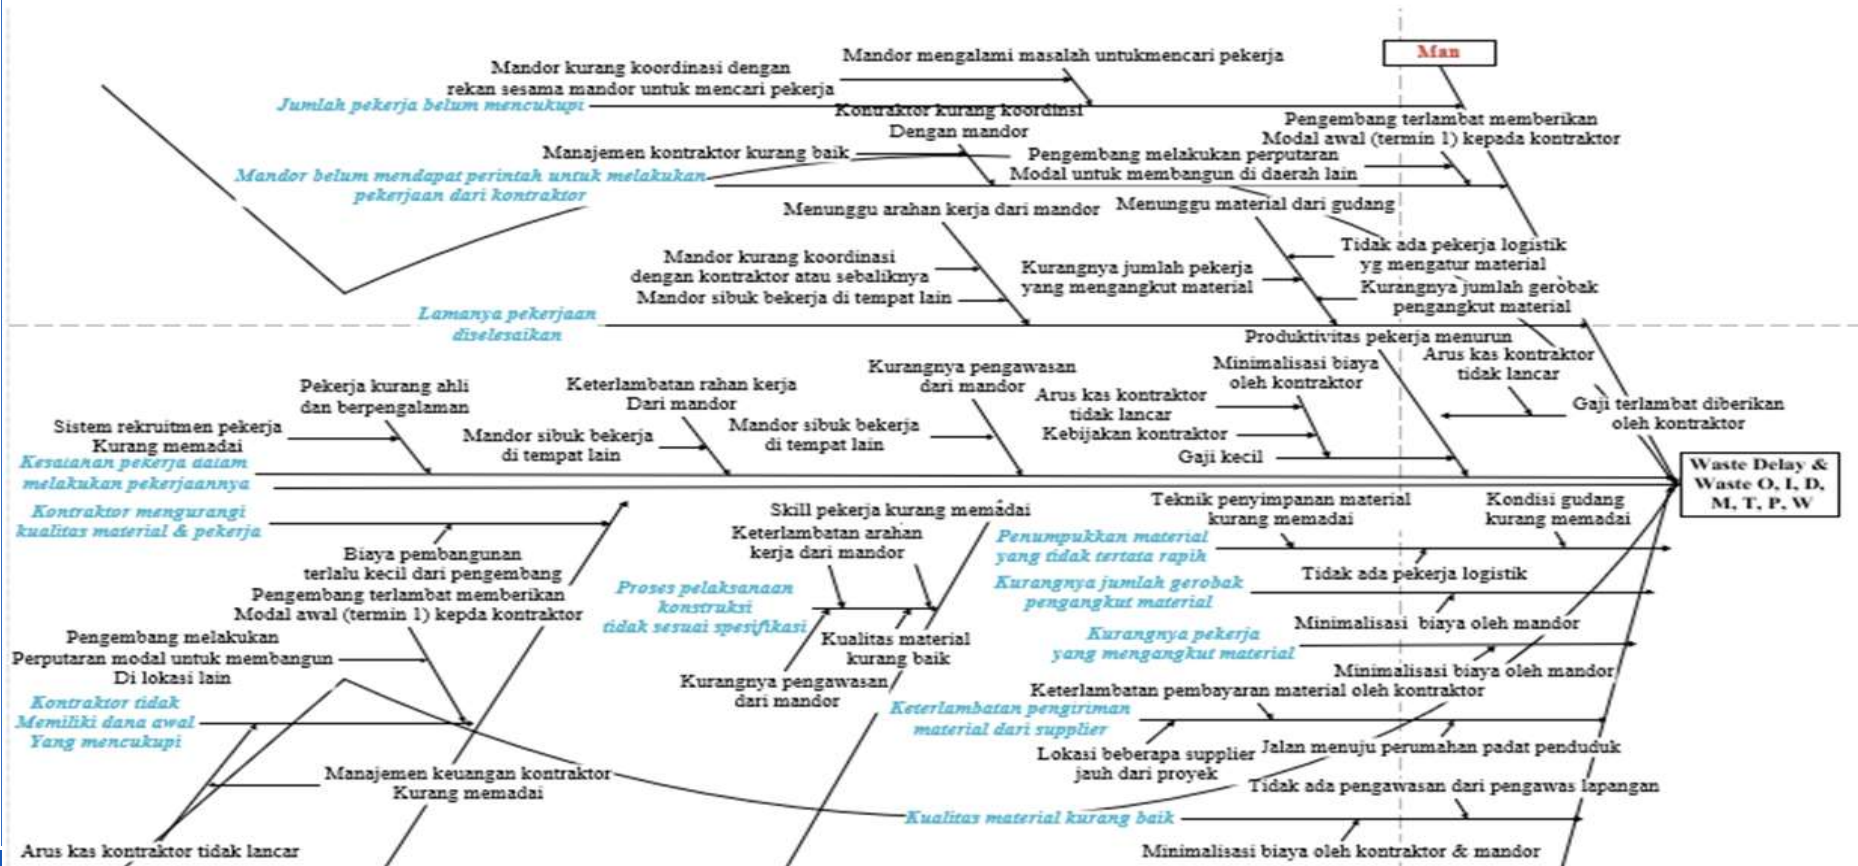 Man
Mandor mengalami masalah untukmencari pekerja
Mandor kurang koordinasi dengan
rekan sesama mandor untuk mencari pekerja
Jumlah pekerja belum mencukupi
Kontraktor kurang koordinsi
Dengan mandor
Manajemen kontraktor kurang baik
Pengembang terlambat memberikan
Modal awal (termin 1) kepada kontraktor
Pengembang melakukan perputaran
Modal untuk membangun di daerah lain
Mandor belum mendapat perintah untuk melakukan
pekerjaan dari kontraktor
Menunggu arahan kerja dari mandor
Menunggu material dari gudang
Mandor kurang koordinasi
dengan kontraktor atau sebaliknya
Mandor sibuk bekerja di tempat lain
Kurangnya jumlah pekerja
yang mengangkut material
Tidak ada pekerja logistik
yg mengatur material
Kurangnya jumlah gerobak
pengangkut material
Lamanya pekerjaan
diselesaikan
Produktivitas pekerja menurun
Minimalisasi biaya
oleh kontraktor
Arus kas kontraktor
tidak lancar
Arus kas kontraktor
tidak lancar
Kebijakan kontraktor
Gaji kecil
Gaji terlambat diberikan
oleh kontraktor
Pekerja kurang ahli
dan berpengalaman
Sistem rekruitmen pekerja
Kurang memadai
Keterlambatan rahan kerja
Dari mandor
Mandor sibuk bekerja
di tempat lain
Kurangnya pengawasan
dari mandor
Mandor sibuk bekerja
di tempat lain
Kesalahan pekerja dalam
melakukan pekerjaannya
Waste Delay &
Waste O, I, D,
M, T, P, W
Kontraktor mengurangi
kualitas material & pekerja
Biaya pembangunan
terlalu kecil dari pengembang
Pengembang terlambat memberikan
Modal awal (termin 1) kepda kontraktor
Pengembang melakukan
Perputaran modal untuk membangun
Di lokasi lain
Kontraktor tidak
Memiliki dana awal
Yang mencukupi
Manajemen keuangan kontraktor
Kurang memadai
Arus kas kontraktor tidak lancar
Skill pekerja kurang memadai
Keterlambatan arahan
kerja dari mandor
Proses pelaksanaan
konstruksi
tidak sesuai spesifikasi
Kualitas material
kurang baik
Kurangnya pengawasan
dari mandor
Teknik penyimpanan material
kurang memadai
Kondisi gudang
kurang memadai
Penumpukkan material
yang tidak tertata rapih
Tidak ada pekerja logistik
Kurangnya jumlah gerobak
pengangkut material
Minimalisasi biaya oleh mandor
Kurangnya pekerja
yang mengangkut material
Minimalisasi biaya oleh mandor
Keterlambatan pembayaran material oleh kontraktor
Keterlambatan pengiriman
material dari supplier
Lokasi beberapa supplier
jauh dari proyek
Jalan menuju perumahan padat penduduk
Tidak ada pengawasan dari pengawas lapangan
Kualitas material kurang baik
Minimalisasi biaya oleh kontraktor & mandor